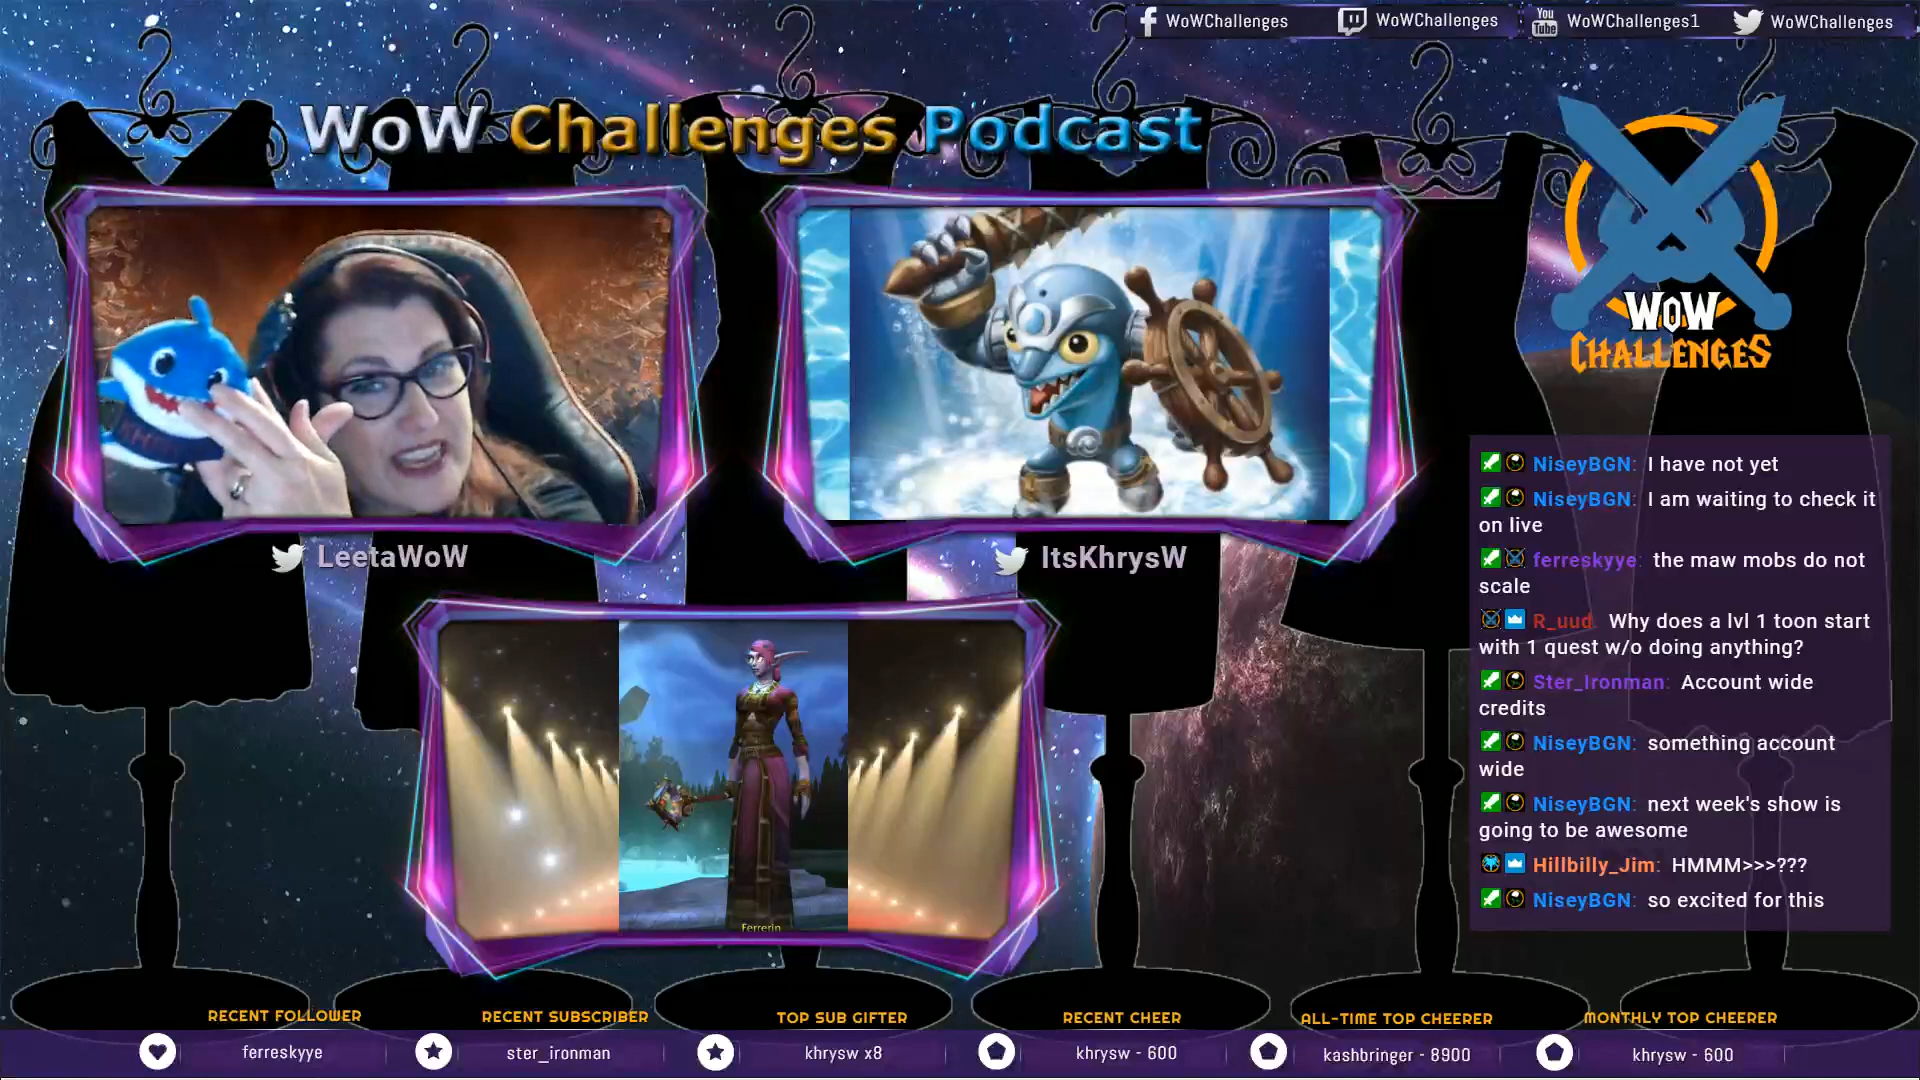 WoWChallenges
WoWChallenges
You Tube
WoWChallenges1
WoWChallenges
WoW Challenges Podcast
WoW
CHALLENGES
LeetaWoW
ItsKhrysW
Ferrerin
NiseyBGN: I have not yet
NiseyBGN: I am waiting to check it
on live
ferreskyye: the maw mobs do not
scale
R_uud: Why does a lvl 1 toon start
with 1 quest w/o doing anything?
Ster_Ironman: Account wide
credits
NiseyBGN: something account
wide
NiseyBGN: next week's show is
going to be awesome
Hillbilly_Jim: HMMM>>>???
NiseyBGN: so excited for this
RECENT FOLLOWER
ferreskyye
RECENT SUBSCRIBER
ster_ironman
TOP SUB GIFTER
khrysw x8
RECENT CHEER
khrysw - 600
ALL-TIME TOP CHEERER
kashbringer - 8900
MONTHLY TOP CHEERER
khrysw - 600